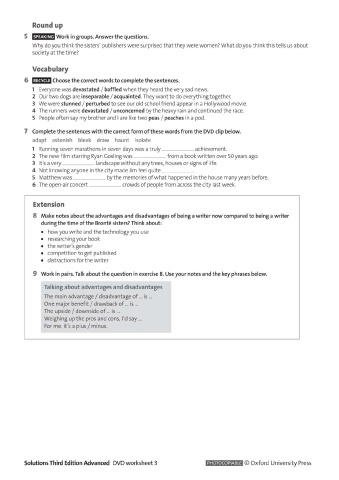 Round up
5 SPEAKING Work in groups. Answer the questions.
Why do you think the sisters' publishers were surprised that they were women? What do you think this tells us about
society at the time?
Vocabulary
6 RECYCLE Choose the correct words to complete the sentences.
1 Everyone was devastated / baffled when they heard the very sad news.
2 Our two dogs are inseparable / acquainted. They want to do everything together.
3 We were stunned / perturbed to see our old school friend appear in a Hollywood movie.
4 The runners were devastated / unconcerned by the heavy rain and continued the race.
5 People often say my brother and I are like two peas / peaches in a pod.
7 Complete the sentences with the correct form of these words from the DVD clip below.
adapt astonish bleak draw haunt isolate
1 Running seven marathons in seven days was a truly ____ achievement.
2 The new film starring Ryan Gosling was ____ from a book written over 50 years ago.
3 It's a very ____ landscape without any trees, houses or signs of life.
4 Not knowing anyone in the city made Jim feel quite ____.
5 Matthew was ____ by the memories of what happened in the house many years before.
6 The open-air concert ____ crowds of people from across the city last week.
Extension
8 Make notes about the advantages and disadvantages of being a writer now compared to being a writer
during the time of the Brontë sisters? Think about:
• how you write and the technology you use
• researching your book
• the writer's gender
• competition to get published
• distractions for the writer
9 Work in pairs. Talk about the question in exercise 8. Use your notes and the key phrases below.
Talking about advantages and disadvantages
The main advantage / disadvantage of ... is ...
One major benefit / drawback of ... is ...
The upside / downside of ... is ...
Weighing up the pros and cons, I'd say ...
For me, it's a plus / minus.
Solutions Third Edition Advanced DVD worksheet 3 PHOTOCOPIABLE © Oxford University Press